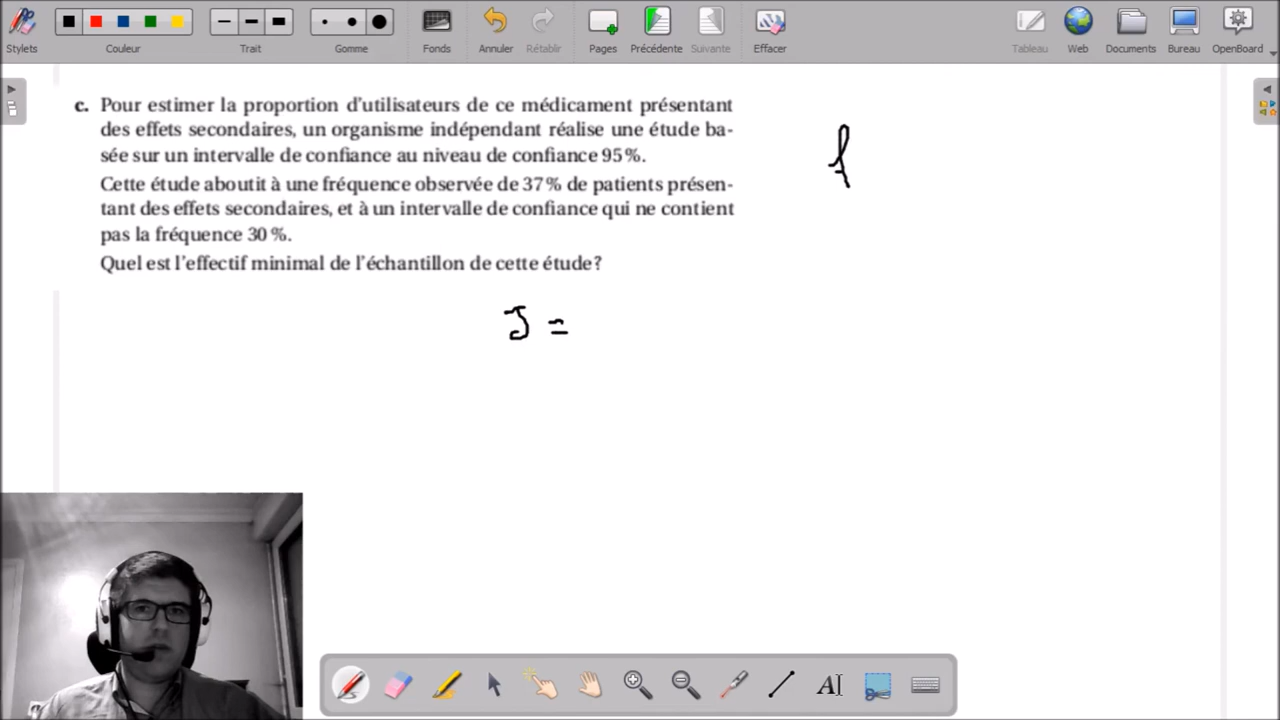 Stylets Couleur Trait Gomme Fonds Annuler Rétablir Pages Précédente Suivante Effacer Tableau Web Documents Bureau OpenBoard
c. Pour estimer la proportion d'utilisateurs de ce médicament présentant
des effets secondaires, un organisme indépendant réalise une étude ba-
sée sur un intervalle de confiance au niveau de confiance 95%.
Cette étude aboutit à une fréquence observée de 37% de patients présen-
tant des effets secondaires, et à un intervalle de confiance qui ne contient
pas la fréquence 30%.
Quel est l'effectif minimal de l'échantillon de cette étude?
f
I =
AI